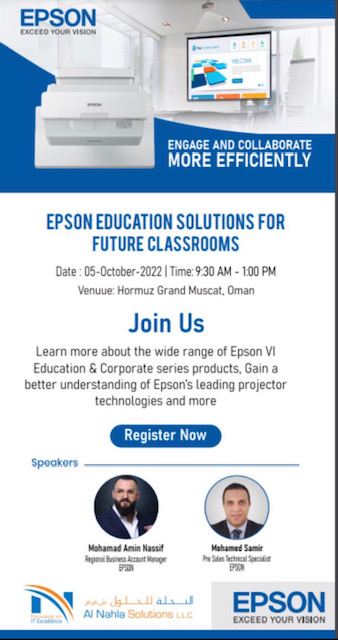 EPSON
EXCEED YOUR VISION
WELCOME
EPSON
ENGAGE AND COLLABORATE
MORE EFFICIENTLY
EPSON EDUCATION SOLUTIONS FOR
FUTURE CLASSROOMS
Date : 05-October-2022 | Time: 9:30 AM - 1:00 PM
Venuue: Hormuz Grand Muscat, Oman
Join Us
Learn more about the wide range of Epson VI
Education & Corporate series products, Gain a
better understanding of Epson's leading projector
technologies and more
Register Now
Speakers
Mohamad Amin Nassif
Regional Business Account Manager
EPSON
Mohamed Samir
Pre Sales Technical Specialist
EPSON
النحلة للحلول ش.م.م
Al Nahla Solutions LLC
IT Excellence
EPSON
EXCEED YOUR VISION